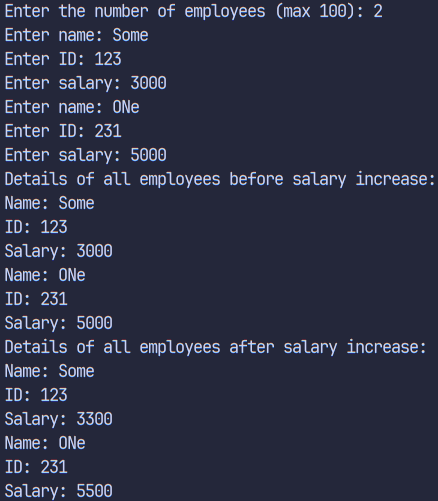 Enter the number of employees (max 100): 2
Enter name: Some
Enter ID: 123
Enter salary: 3000
Enter name: ONe
Enter ID: 231
Enter salary: 5000
Details of all employees before salary increase:
Name: Some
ID: 123
Salary: 3000
Name: ONe
ID: 231
Salary: 5000
Details of all employees after salary increase:
Name: Some
ID: 123
Salary: 3300
Name: ONe
ID: 231
Salary: 5500